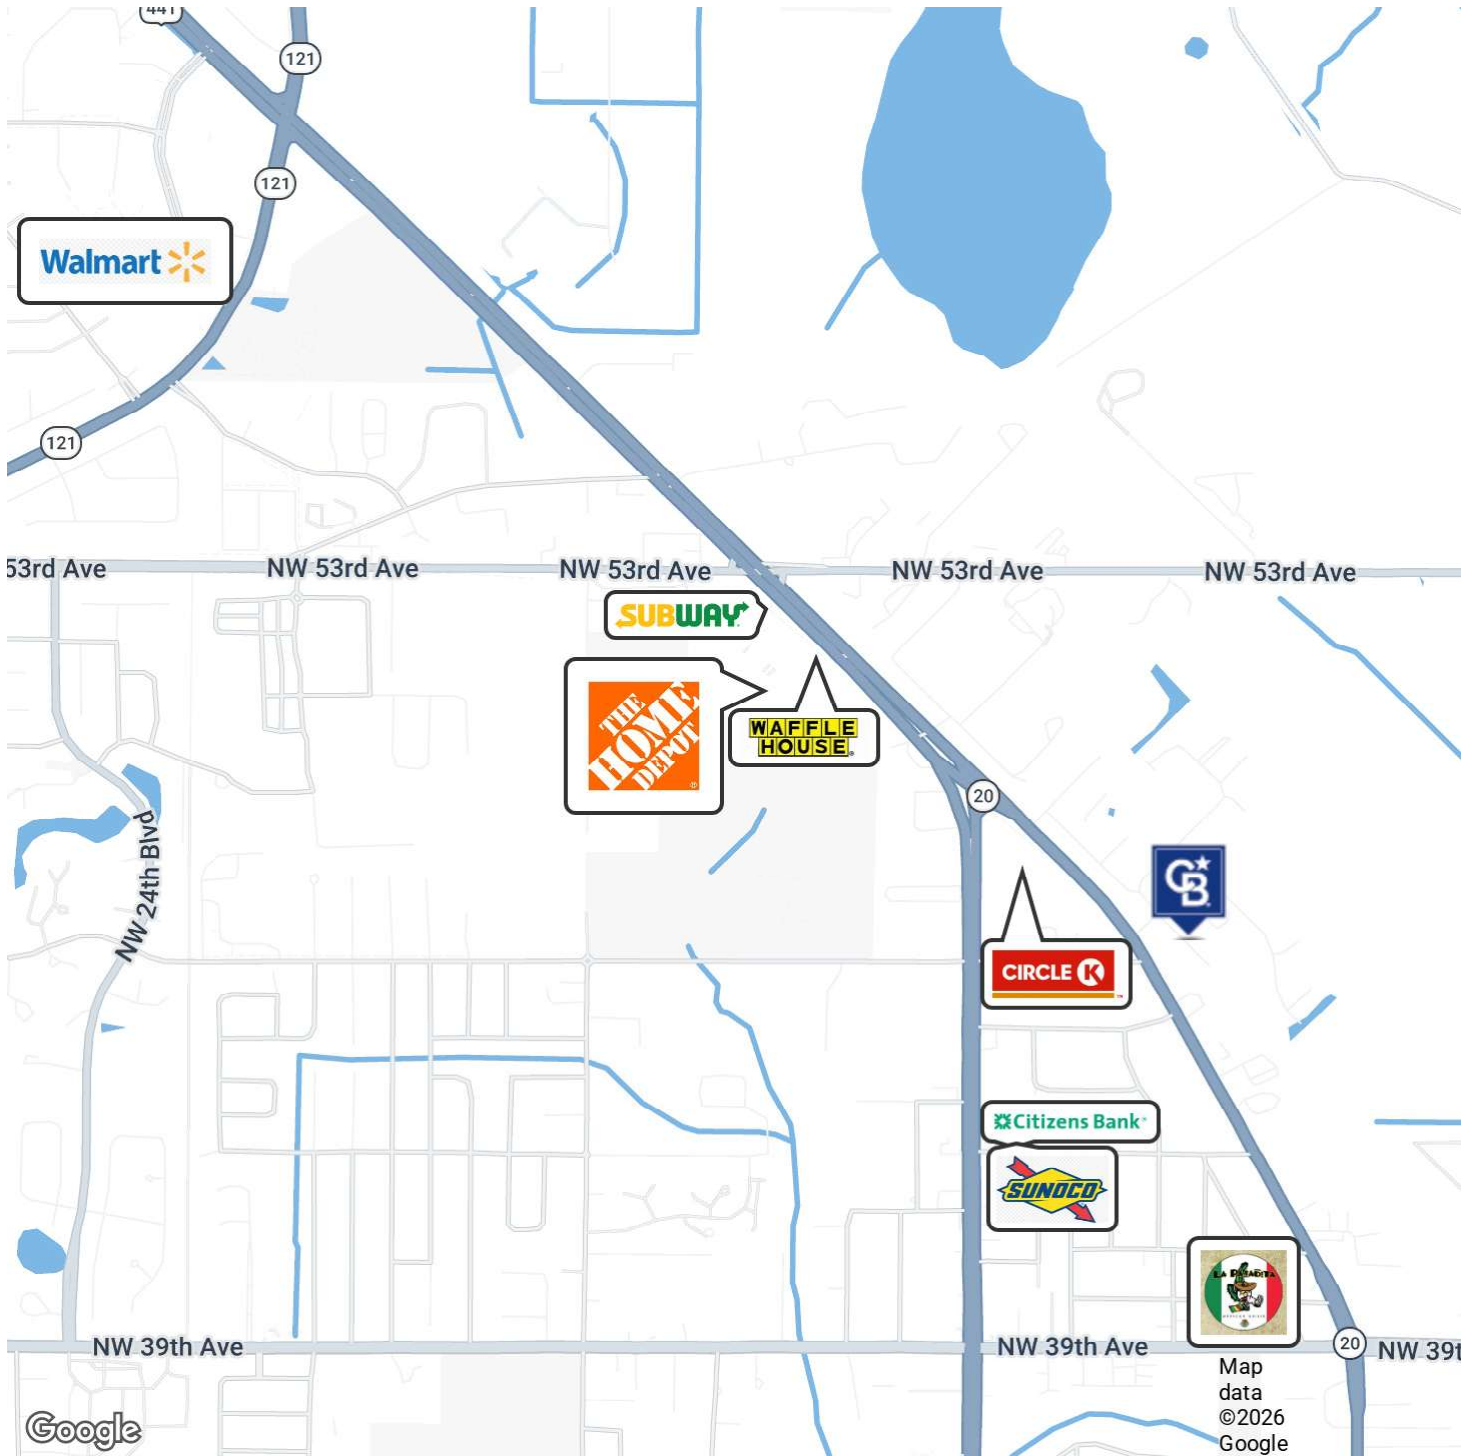 441
121
121
Walmart
121
53rd Ave
NW 53rd Ave
NW 53rd Ave
NW 53rd Ave
NW 53rd Ave
SUBWAY
THE
HOME
DEPOT
WAFFLE
HOUSE
20
NW 24th Blvd
CB
CIRCLE K
Citizens Bank
SUNOCO
NW 39th Ave
NW 39th Ave
20
NW 39t
Map
data
©2026
Google
Google